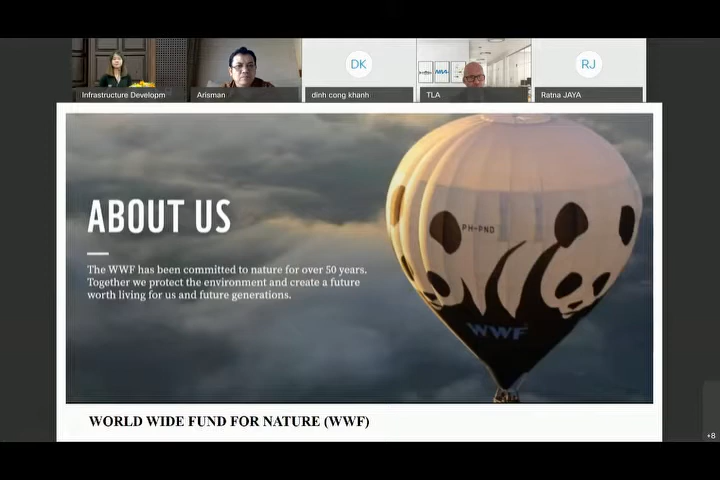 DK
RJ
Infrastructure Developm
Arisman
dinh cong khanh
TLA
Ratna JAYA
ABOUT US
The WWF has been committed to nature for over 50 years.
Together we protect the environment and create a future
worth living for us and future generations.
PH-PND
WWF
WORLD WIDE FUND FOR NATURE (WWF)
+8